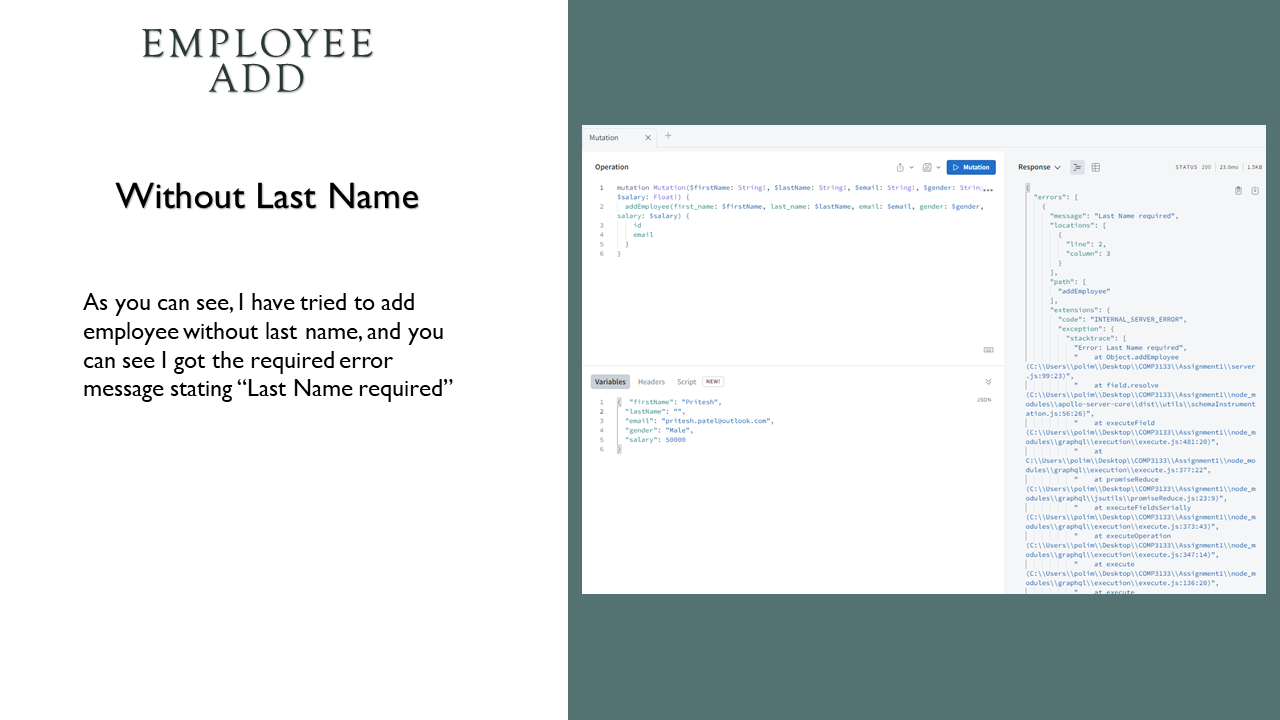 EMPLOYEE
ADD
Without Last Name
As you can see, I have tried to add
employee without last name, and you
can see I got the required error
message stating “Last Name required”
Mutation
Operation
Mutation
1 mutation Mutation($firstName: String!, $lastName: String!, $email: String!, $gender: Strin...
$salary: Float!) {
2 addEmployee(first_name: $firstName, last_name: $lastName, email: $email, gender: $gender,
salary: $salary) {
3 id
4 email
5 }
6 }
Variables Headers Script NEW!
JSON
1 { "firstName": "Pritesh",
2 "lastName": "",
3 "email": "pritesh.patel@outlook.com",
4 "gender": "Male",
5 "salary": 50000
6 }
Response STATUS 200 23.0ms 1.5KB
{
"errors": [
{
"message": "Last Name required",
"locations": [
{
"line": 2,
"column": 3
}
],
"path": [
"addEmployee"
],
"extensions": {
"code": "INTERNAL_SERVER_ERROR",
"exception": {
"stacktrace": [
"Error: Last Name required",
" at Object.addEmployee
(C:\\Users\\polim\\Desktop\\COMP3133\\Assignment1\\server
.js:99:23)",
" at field.resolve
(C:\\Users\\polim\\Desktop\\COMP3133\\Assignment1\\node_mo
dules\\apollo-server-core\\dist\\utils\\schemaInstrument
ation.js:56:26)",
" at executeField
(C:\\Users\\polim\\Desktop\\COMP3133\\Assignment1\\node_m
odules\\graphql\\execution\\execute.js:481:20)",
" at
C:\\Users\\polim\\Desktop\\COMP3133\\Assignment1\\node_mo
dules\\graphql\\execution\\execute.js:377:22",
" at promiseReduce
(C:\\Users\\polim\\Desktop\\COMP3133\\Assignment1\\node_m
odules\\graphql\\jsutils\\promiseReduce.js:23:9)",
" at executeFieldsSerially
(C:\\Users\\polim\\Desktop\\COMP3133\\Assignment1\\node_m
odules\\graphql\\execution\\execute.js:373:43)",
" at executeOperation
(C:\\Users\\polim\\Desktop\\COMP3133\\Assignment1\\node_m
odules\\graphql\\execution\\execute.js:347:14)",
" at execute
(C:\\Users\\polim\\Desktop\\COMP3133\\Assignment1\\node_m
odules\\graphql\\execution\\execute.js:136:20)",
" at execute